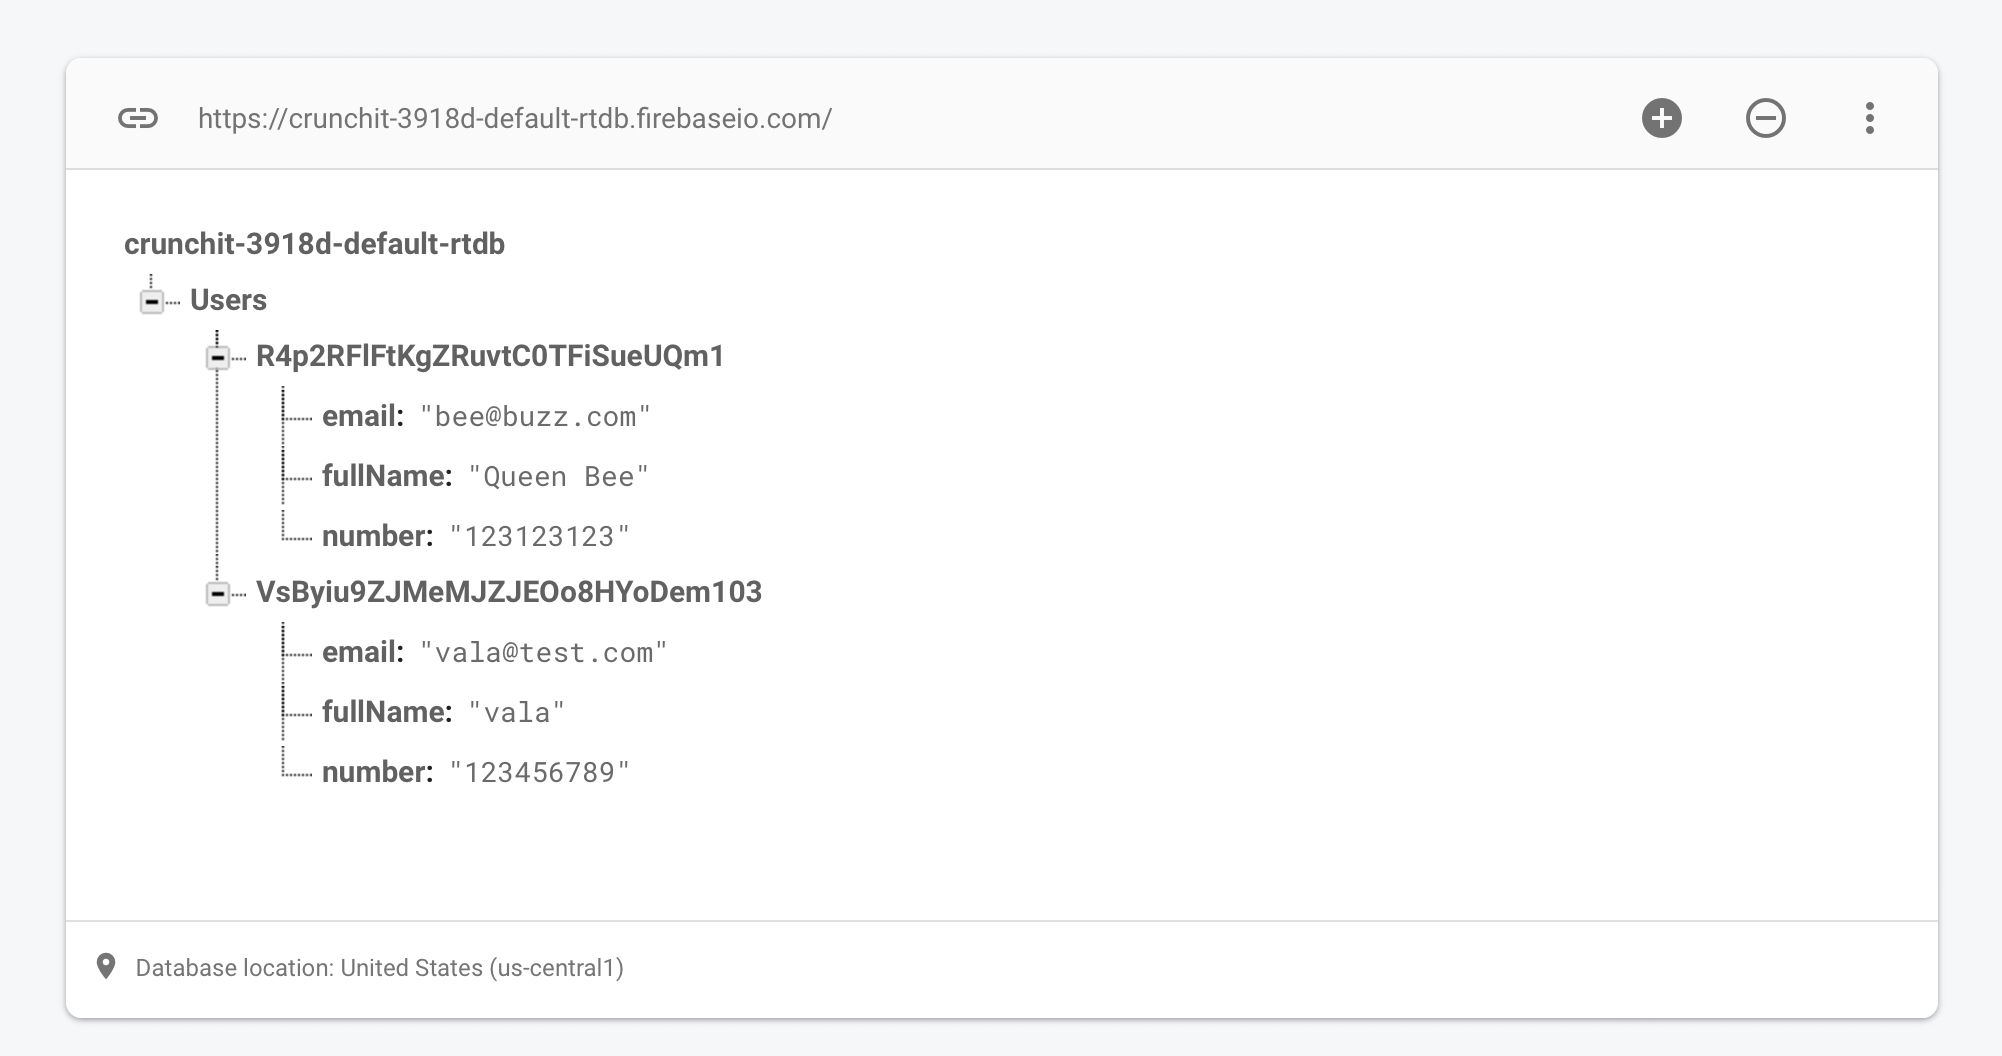 https://crunchit-3918d-default-rtdb.firebaseio.com/
crunchit-3918d-default-rtdb
Users
R4p2RFlFtKgZRuvtC0TFiSueUQm1
email: "bee@buzz.com"
fullName: "Queen Bee"
number: "123123123"
VsByiu9ZJMeMJZJEOo8HYoDem103
email: "vala@test.com"
fullName: "vala"
number: "123456789"
Database location: United States (us-central1)